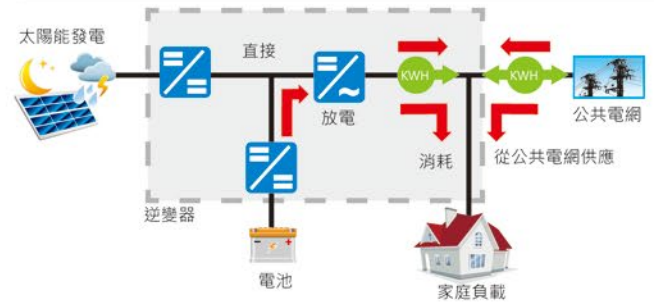 太陽能發電
直接
KWH
KWH
放電
公共電網
消耗
從公共電網供應
逆變器
電池
家庭負載